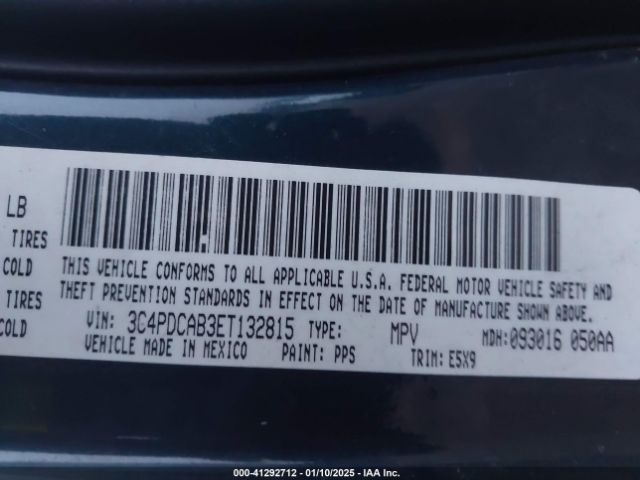 LB
TIRES
COLD
TIRES
COLD
THIS VEHICLE CONFORMS TO ALL APPLICABLE U.S.A. FEDERAL MOTOR VEHICLE SAFETY AND
THEFT PREVENTION STANDARDS IN EFFECT ON THE DATE OF MANUFACTURE SHOWN ABOVE.
VIN: 3C4PDCAB3ET132815 TYPE: MPV MDH:093016 050AA
VEHICLE MADE IN MEXICO PAINT: PPS TRIM: E5X9
000-41292712 - 01/10/2025 - IAA Inc.